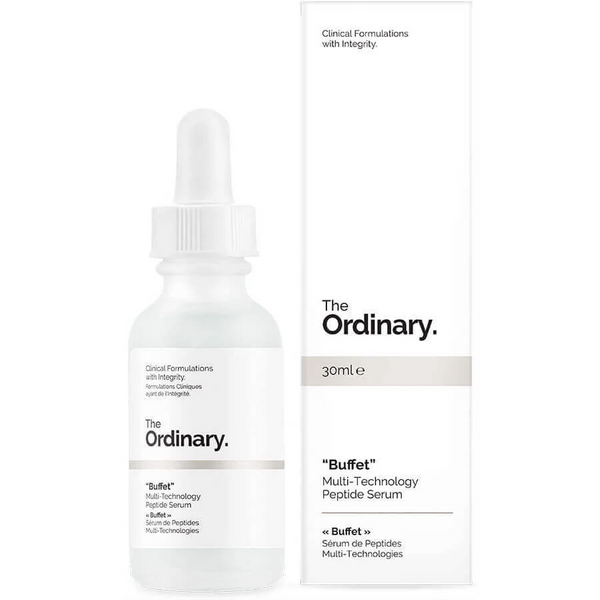 Clinical Formulations
with Integrity.
Formulations Cliniques
ayant de l'intégrité.
The
Ordinary.
"Buffet"
Multi-Technology
Peptide Serum
« Buffet »
Sérum de Peptides
Multi-Technologies
Clinical Formulations
with Integrity.
The
Ordinary.
30ml ℮
"Buffet"
Multi-Technology
Peptide Serum
« Buffet »
Sérum de Peptides
Multi-Technologies